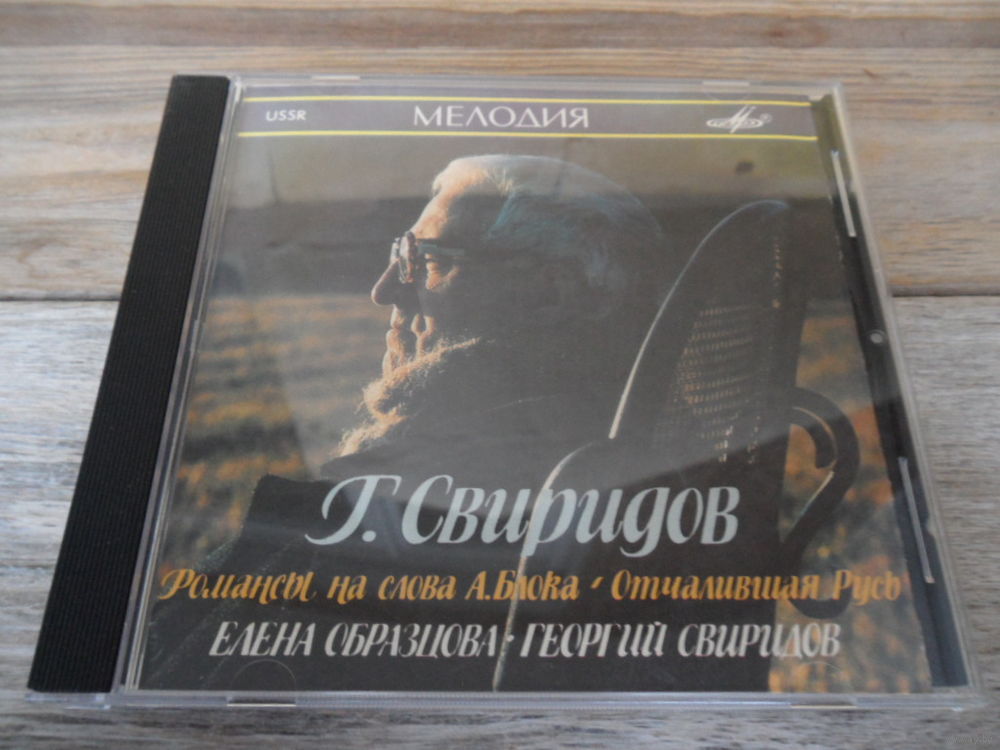 USSR МЕЛОДИЯ
Г. Свиридов
Романсы на слова А. Блока · Отчалившая Русь
ЕЛЕНА ОБРАЗЦОВА · ГЕОРГИЙ СВИРИДОВ